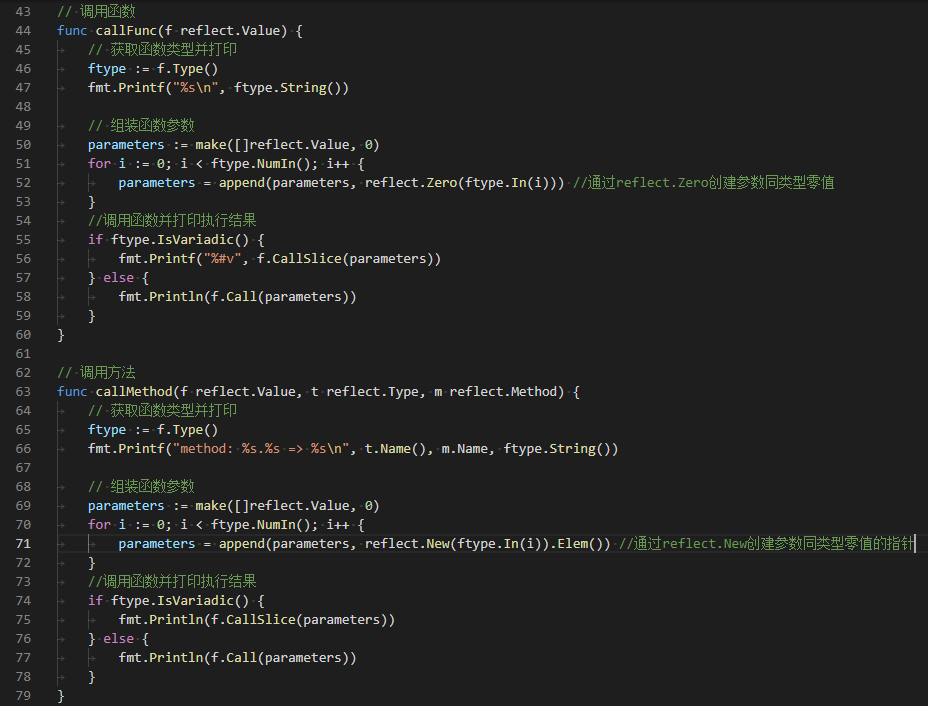 43 // 调用函数
44 func callFunc(f reflect.Value) {
45 // 获取函数类型并打印
46 ftype := f.Type()
47 fmt.Printf("%s\n", ftype.String())
48
49 // 组装函数参数
50 parameters := make([]reflect.Value, 0)
51 for i := 0; i < ftype.NumIn(); i++ {
52 parameters = append(parameters, reflect.Zero(ftype.In(i))) //通过reflect.Zero创建参数同类型零值
53 }
54 //调用函数并打印执行结果
55 if ftype.IsVariadic() {
56 fmt.Printf("%#v", f.CallSlice(parameters))
57 } else {
58 fmt.Println(f.Call(parameters))
59 }
60 }
61
62 // 调用方法
63 func callMethod(f reflect.Value, t reflect.Type, m reflect.Method) {
64 // 获取函数类型并打印
65 ftype := f.Type()
66 fmt.Printf("method: %s.%s => %s\n", t.Name(), m.Name, ftype.String())
67
68 // 组装函数参数
69 parameters := make([]reflect.Value, 0)
70 for i := 0; i < ftype.NumIn(); i++ {
71 parameters = append(parameters, reflect.New(ftype.In(i)).Elem()) //通过reflect.New创建参数同类型零值的指针
72 }
73 //调用函数并打印执行结果
74 if ftype.IsVariadic() {
75 fmt.Println(f.CallSlice(parameters))
76 } else {
77 fmt.Println(f.Call(parameters))
78 }
79 }